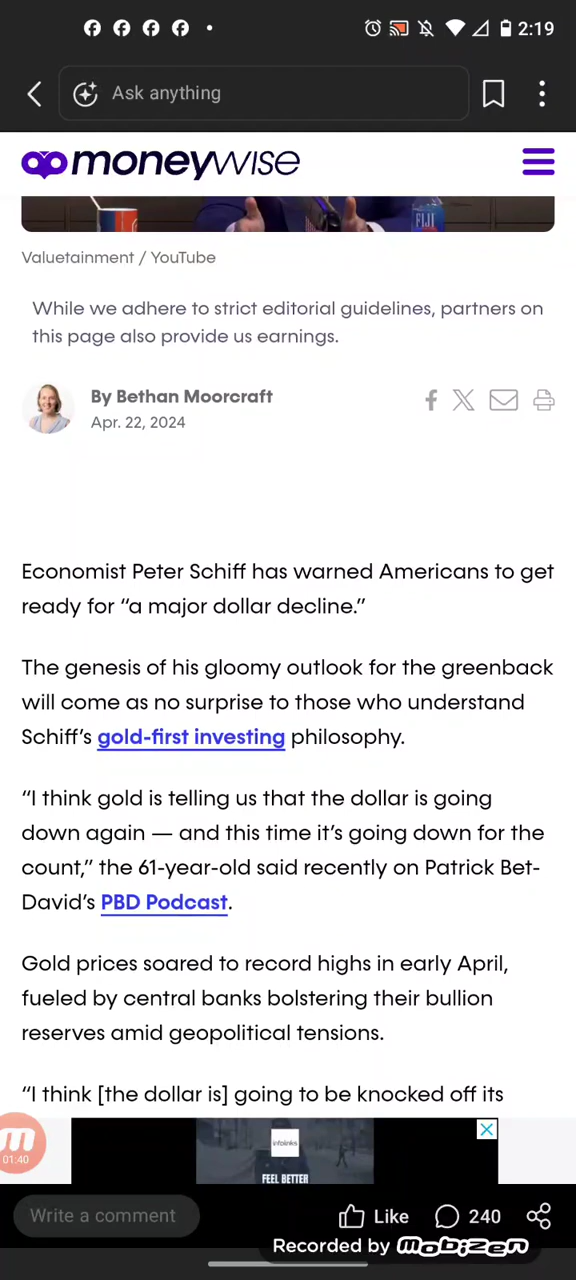 2:19
Ask anything
moneywise
FIJI
Valuetainment / YouTube
While we adhere to strict editorial guidelines, partners on
this page also provide us earnings.
By Bethan Moorcraft
Apr. 22, 2024
Economist Peter Schiff has warned Americans to get
ready for “a major dollar decline.”
The genesis of his gloomy outlook for the greenback
will come as no surprise to those who understand
Schiff’s gold-first investing philosophy.
“I think gold is telling us that the dollar is going
down again — and this time it’s going down for the
count,” the 61-year-old said recently on Patrick Bet-
David’s PBD Podcast.
Gold prices soared to record highs in early April,
fueled by central banks bolstering their bullion
reserves amid geopolitical tensions.
“I think [the dollar is] going to be knocked off its
01:40
infolinks
FEEL BETTER
Write a comment
Like
240
Recorded by mobizen